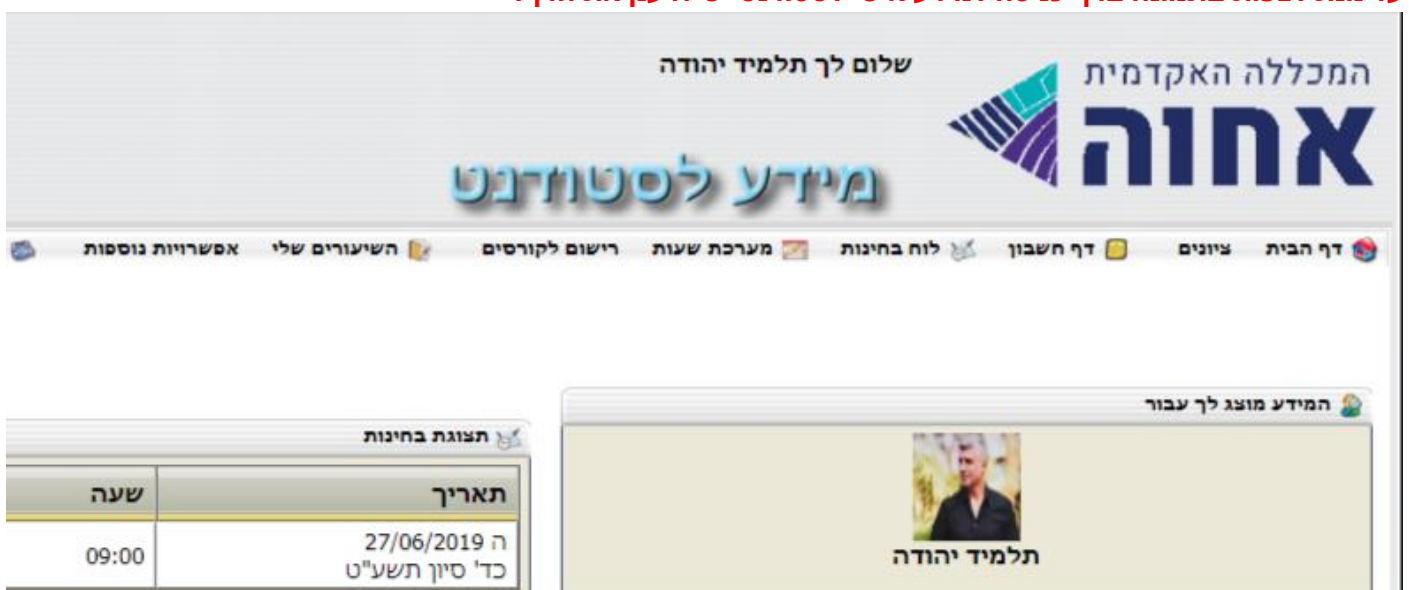 שלום לך תלמיד יהודה
המכללה האקדמית
אחוה
מידע לסטודנט
דף הבית ציונים דף חשבון לוח בחינות מערכת שעות רישום לקורסים השיעורים שלי אפשרויות נוספות
המידע מוצג לך עבור
תלמיד יהודה
תצוגת בחינות
תאריך שעה
ה 27/06/2019 09:00
כד' סיון תשע"ט